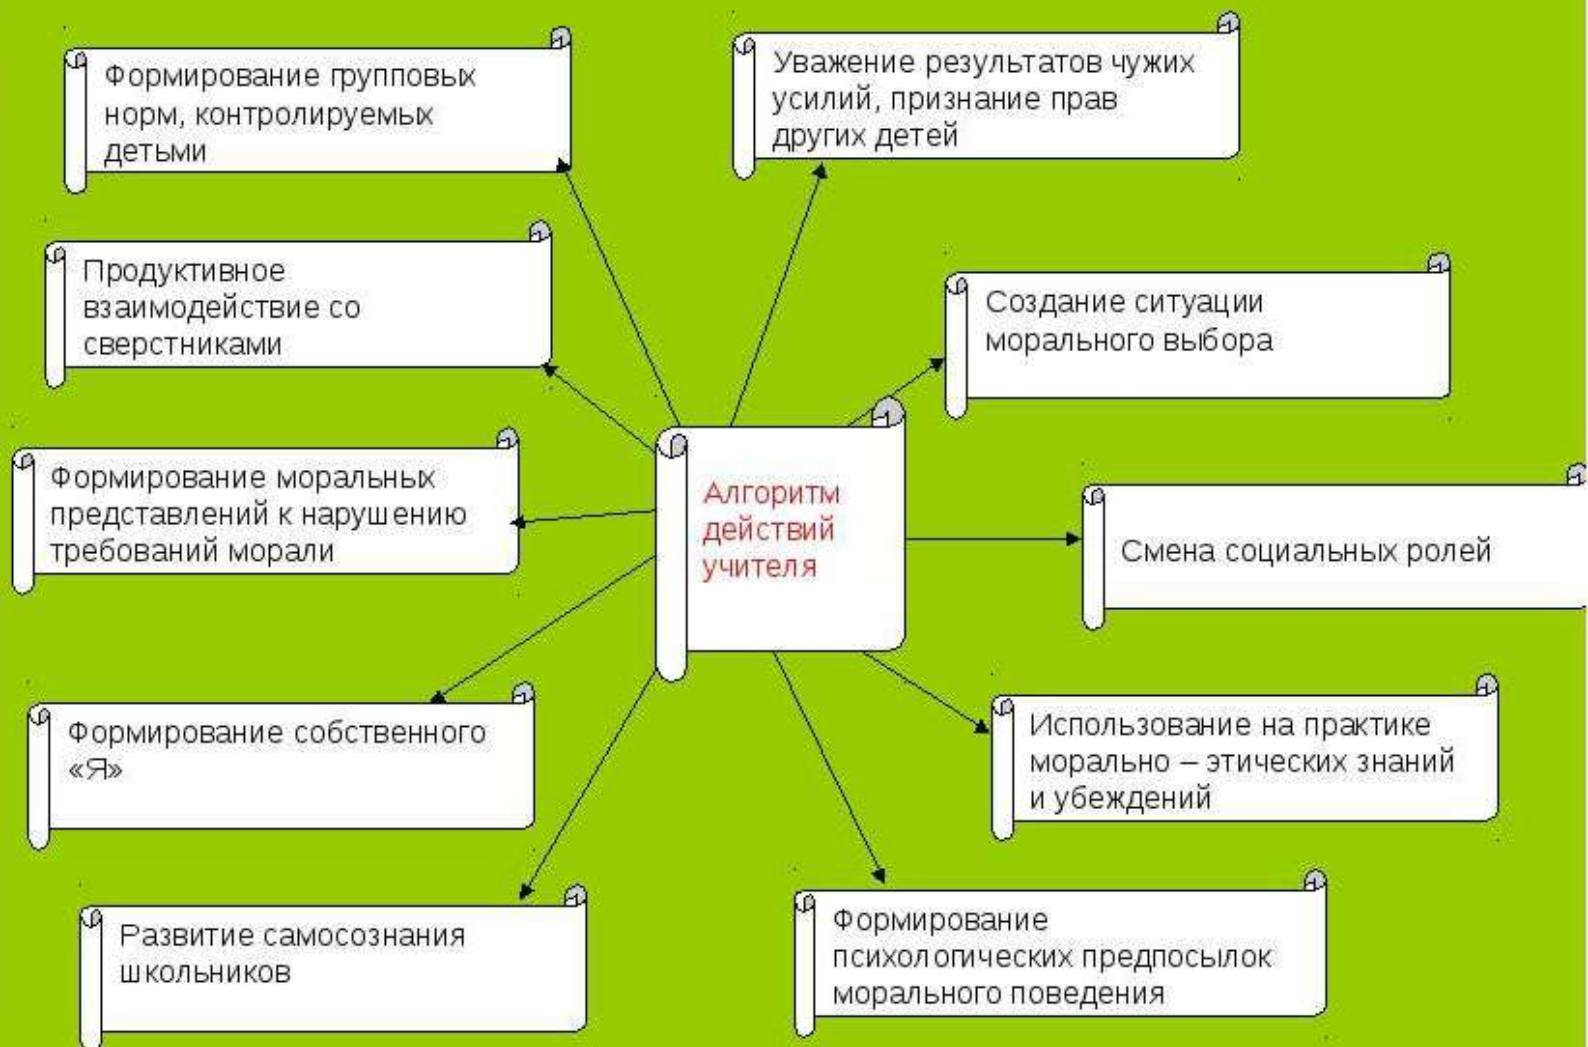 Формирование групповых
норм, контролируемых
детьми
Уважение результатов чужих
усилий, признание прав
других детей
Продуктивное
взаимодействие со
сверстниками
Создание ситуации
морального выбора
Формирование моральных
представлений к нарушению
требований морали
Алгоритм
действий
учителя
Смена социальных ролей
Формирование собственного
«Я»
Использование на практике
морально – этических знаний
и убеждений
Развитие самосознания
школьников
Формирование
психологических предпосылок
морального поведения